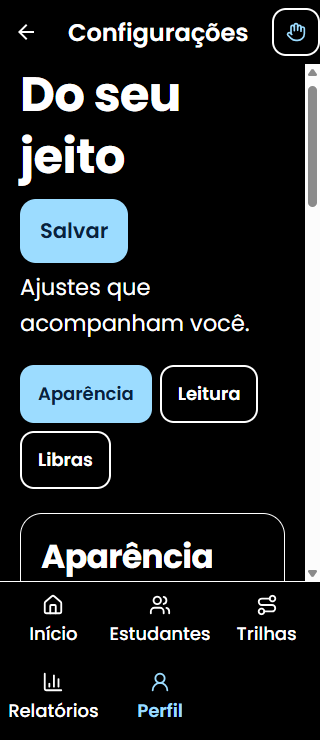 Configurações
Do seu
jeito
Salvar
Ajustes que
acompanham você.
Aparência
Leitura
Libras
Aparência
Início
Estudantes
Trilhas
Relatórios
Perfil